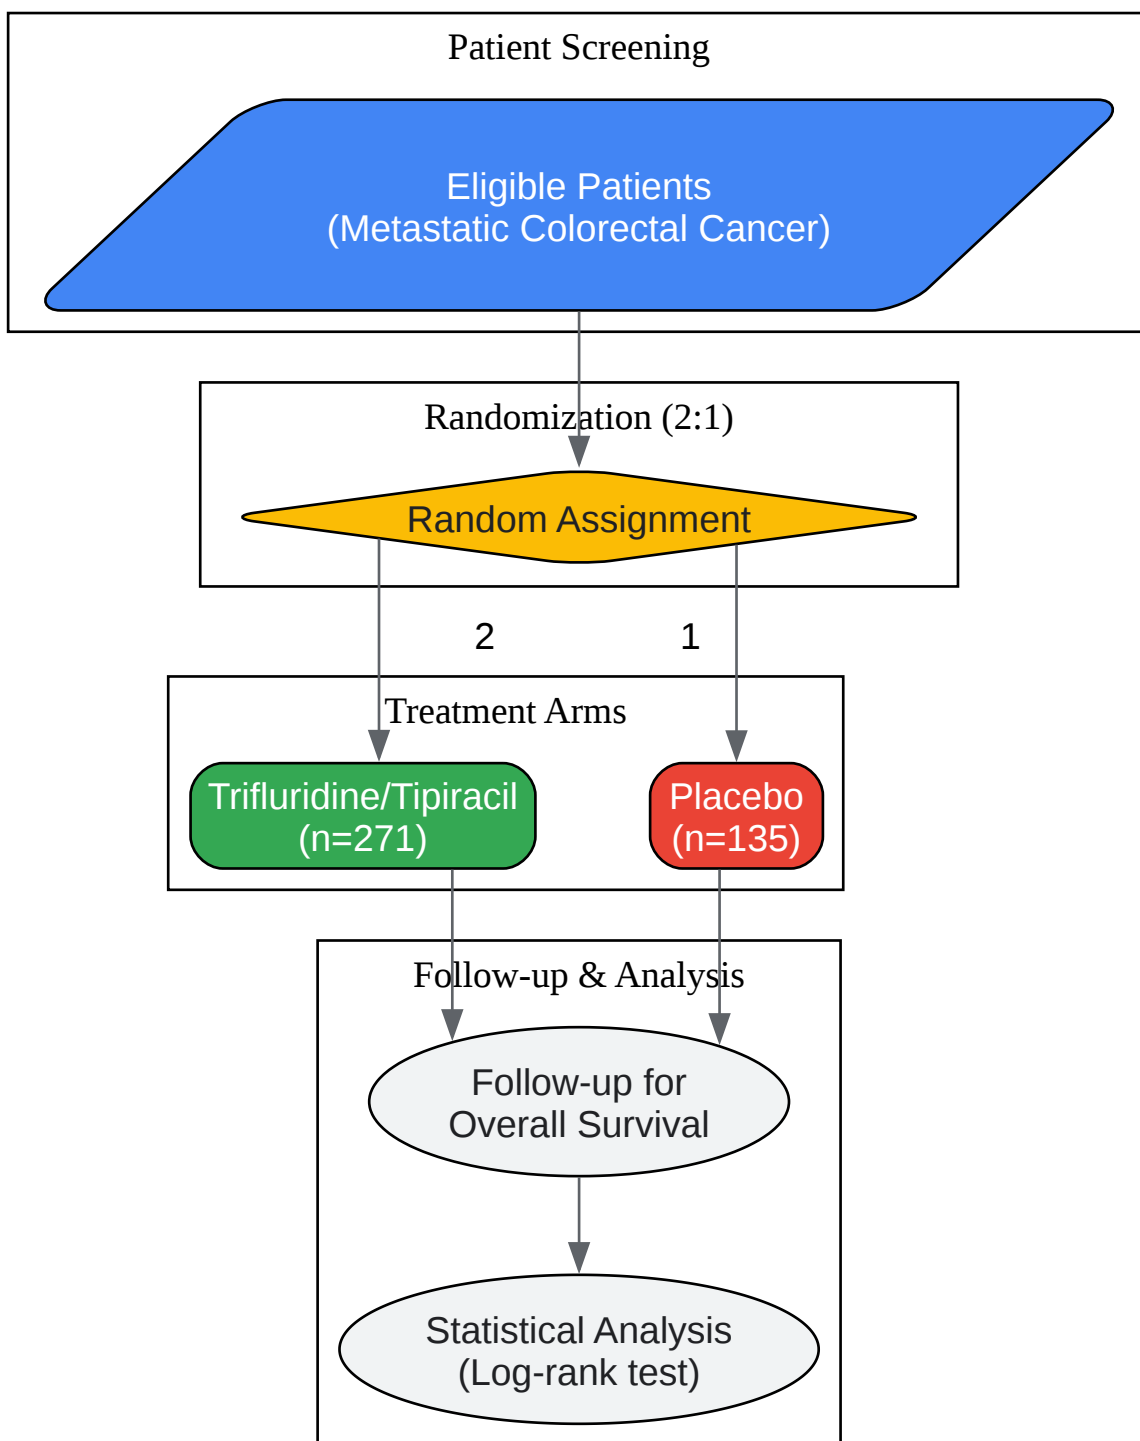 Patient Screening
Eligible Patients
(Metastatic Colorectal Cancer)
Randomization (2:1)
Random Assignment
2
1
Treatment Arms
Trifluridine/Tipiracil
(n=271)
Placebo
(n=135)
Follow-up & Analysis
Follow-up for
Overall Survival
Statistical Analysis
(Log-rank test)